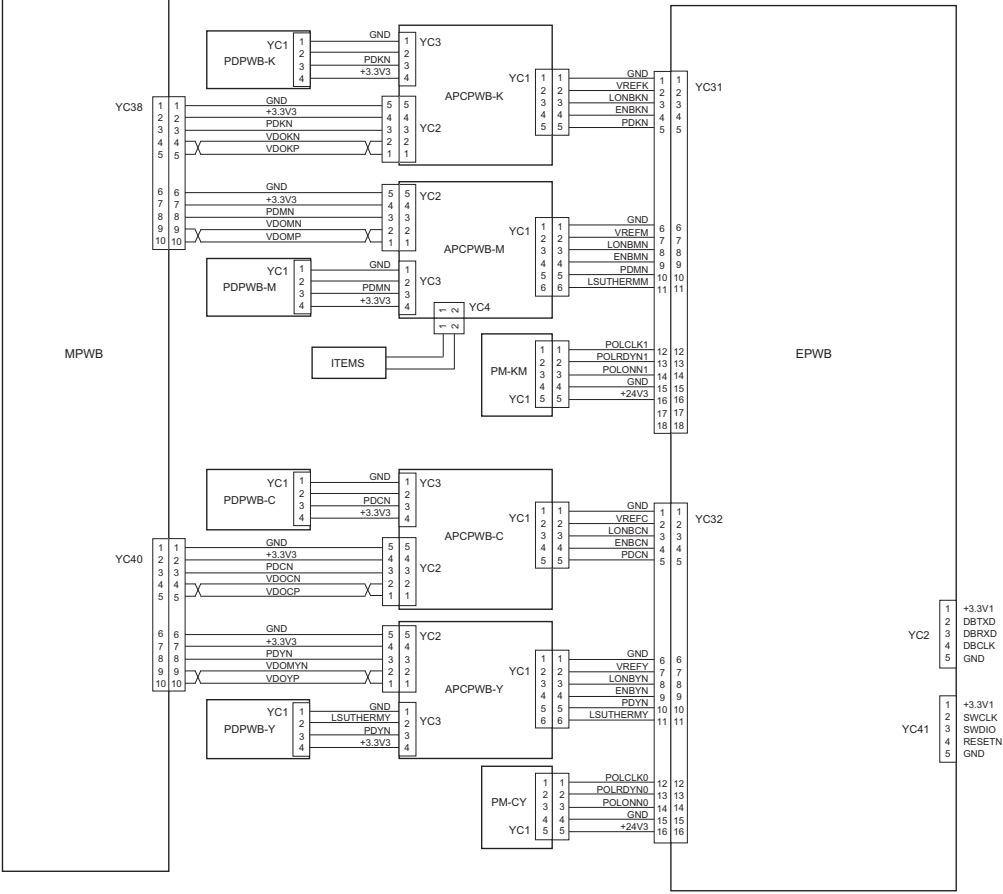 MPWB
EPWB
YC1
PDPWB-K
1
2
3
4
GND
PDKN
+3.3V3
1
2
3
4
YC3
APCPWB-K
YC38
1 1
2 2
3 3
4 4
5 5
GND
+3.3V3
PDKN
VDOKN
VDOKP
5 5
4 4
3 3
2 2
1 1
YC2
YC1
1 1
2 2
3 3
4 4
5 5
GND
VREFK
LONBKN
ENBKN
PDKN
1 1
2 2
3 3
4 4
5 5
YC31
6 6
7 7
8 8
9 9
10 10
GND
+3.3V3
PDMN
VDOMN
VDOMP
5 5
4 4
3 3
2 2
1 1
YC2
APCPWB-M
YC1
1 1
2 2
3 3
4 4
5 5
6 6
GND
VREFM
LONBMN
ENBMN
PDMN
LSUTHERMM
6 6
7 7
8 8
9 9
10 10
11 11
YC1
PDPWB-M
1
2
3
4
GND
PDMN
+3.3V3
1
2
3
4
YC3
1 2
YC4
1 2
ITEMS
PM-KM
YC1
1 1
2 2
3 3
4 4
5 5
POLCLK1
POLRDYN1
POLONN1
GND
+24V3
12 12
13 13
14 14
15 15
16 16
17 17
18 18
YC1
PDPWB-C
1
2
3
4
GND
PDCN
+3.3V3
1
2
3
4
YC3
APCPWB-C
YC40
1 1
2 2
3 3
4 4
5 5
GND
+3.3V3
PDCN
VDOCN
VDOCP
5 5
4 4
3 3
2 2
1 1
YC2
YC1
1 1
2 2
3 3
4 4
5 5
GND
VREFC
LONBCN
ENBCN
PDCN
1 1
2 2
3 3
4 4
5 5
YC32
6 6
7 7
8 8
9 9
10 10
GND
+3.3V3
PDYN
VDOMYN
VDOYP
5 5
4 4
3 3
2 2
1 1
YC2
APCPWB-Y
YC1
1 1
2 2
3 3
4 4
5 5
6 6
GND
VREFY
LONBYN
ENBYN
PDYN
LSUTHERMY
6 6
7 7
8 8
9 9
10 10
11 11
YC1
PDPWB-Y
1
2
3
4
GND
LSUTHERMY
PDYN
+3.3V3
1
2
3
4
YC3
PM-CY
YC1
1 1
2 2
3 3
4 4
5 5
POLCLK0
POLRDYN0
POLONN0
GND
+24V3
12 12
13 13
14 14
15 15
16 16
YC2
1 +3.3V1
2 DBTXD
3 DBRXD
4 DBCLK
5 GND
YC41
1 +3.3V1
2 SWCLK
3 SWDIO
4 RESETN
5 GND